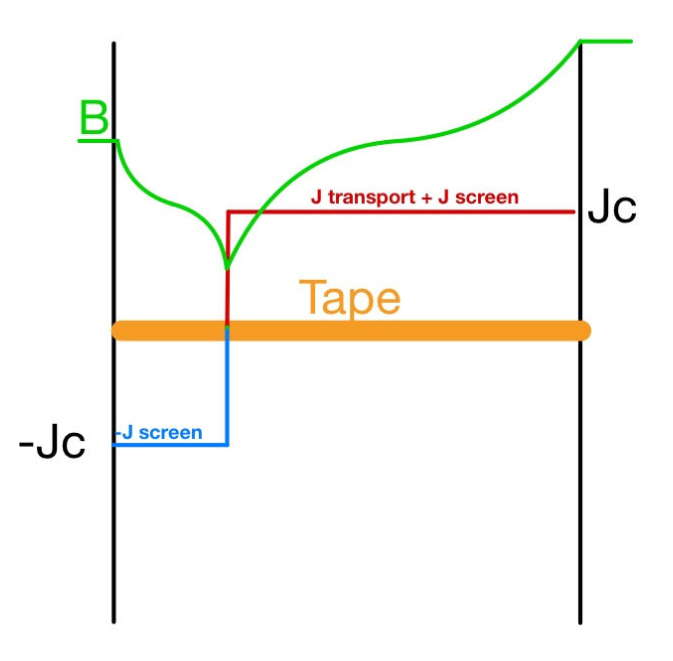 B
J transport + J screen
Jc
Tape
-J screen
-Jc